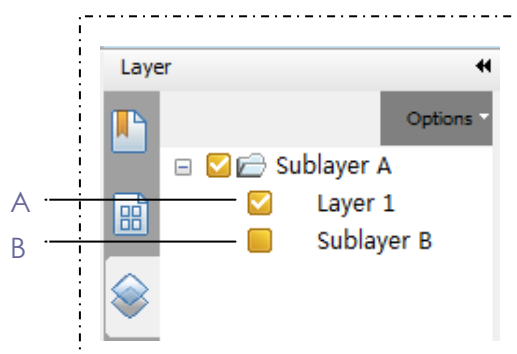 Layer
Options
Sublayer A
A Layer 1
B Sublayer B